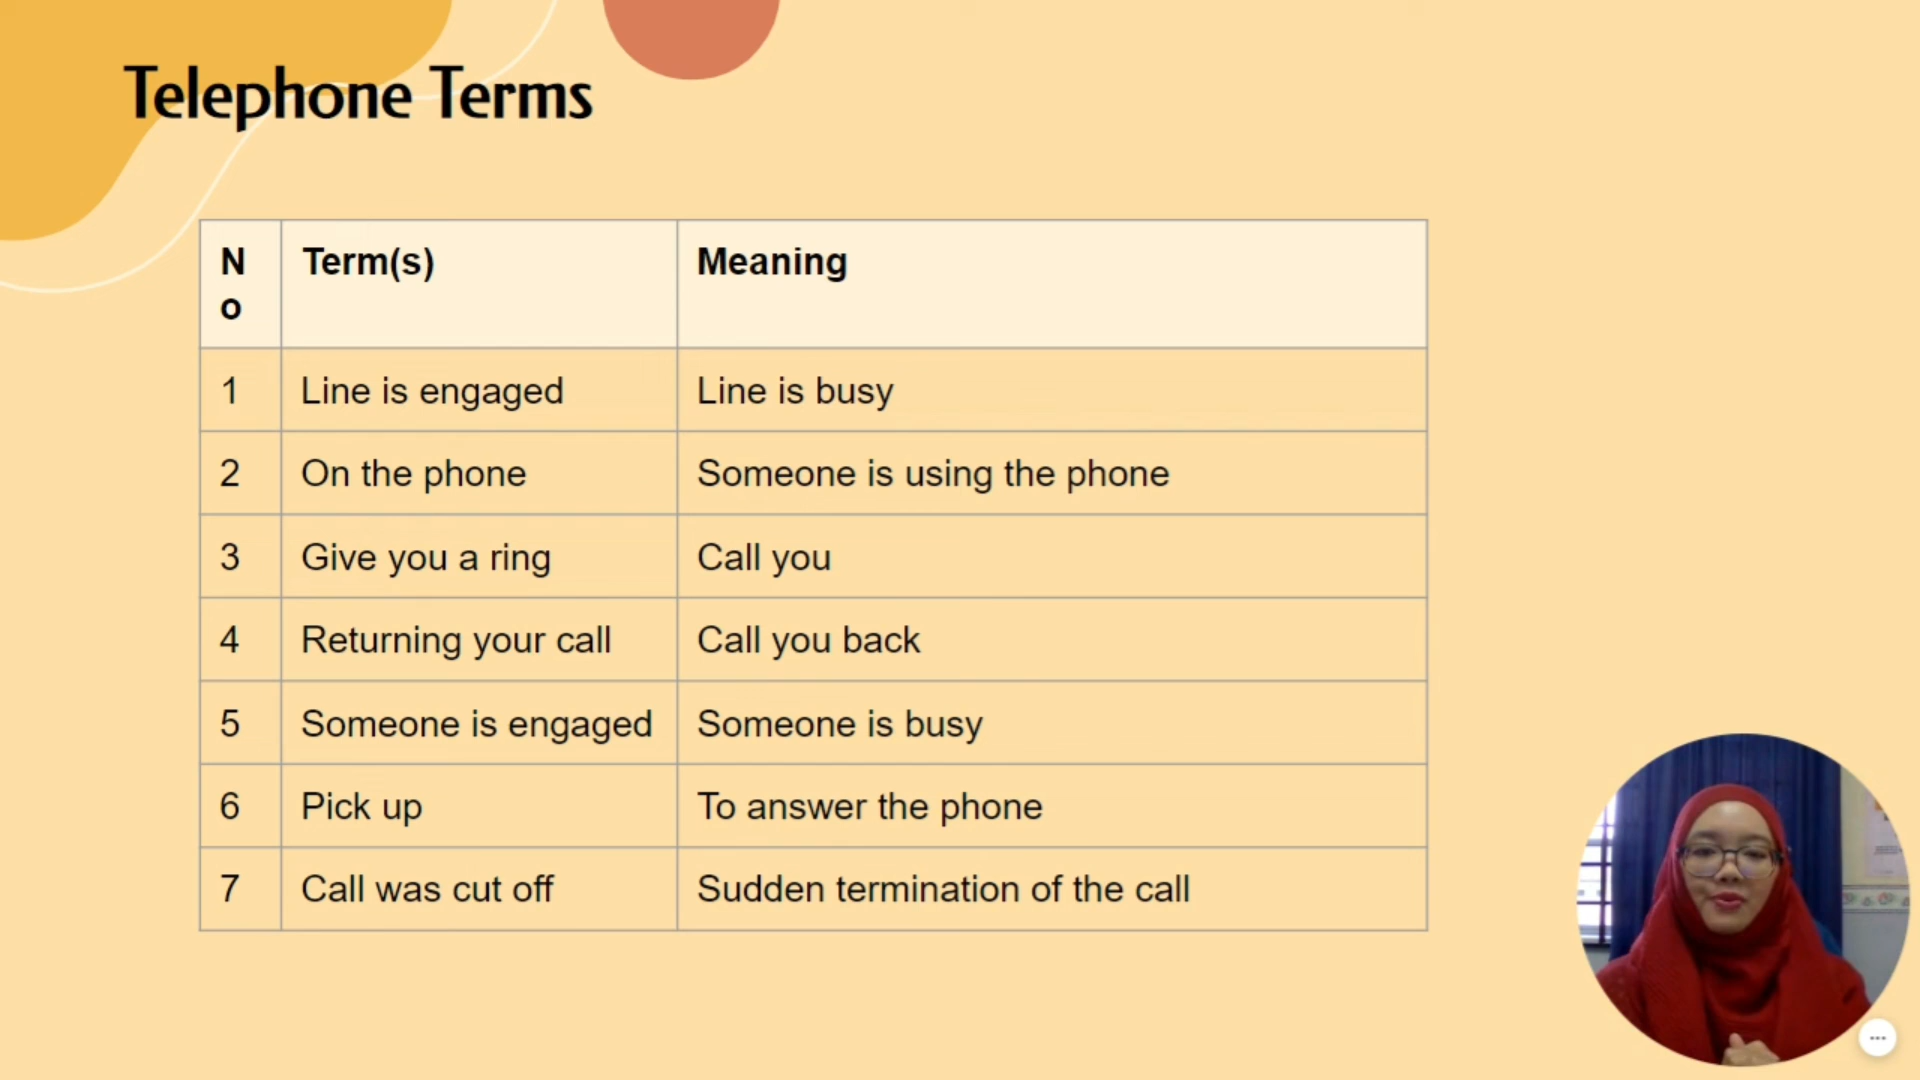 Telephone Terms
N
o
Term(s)
Meaning
1 Line is engaged Line is busy
2 On the phone Someone is using the phone
3 Give you a ring Call you
4 Returning your call Call you back
5 Someone is engaged Someone is busy
6 Pick up To answer the phone
7 Call was cut off Sudden termination of the call